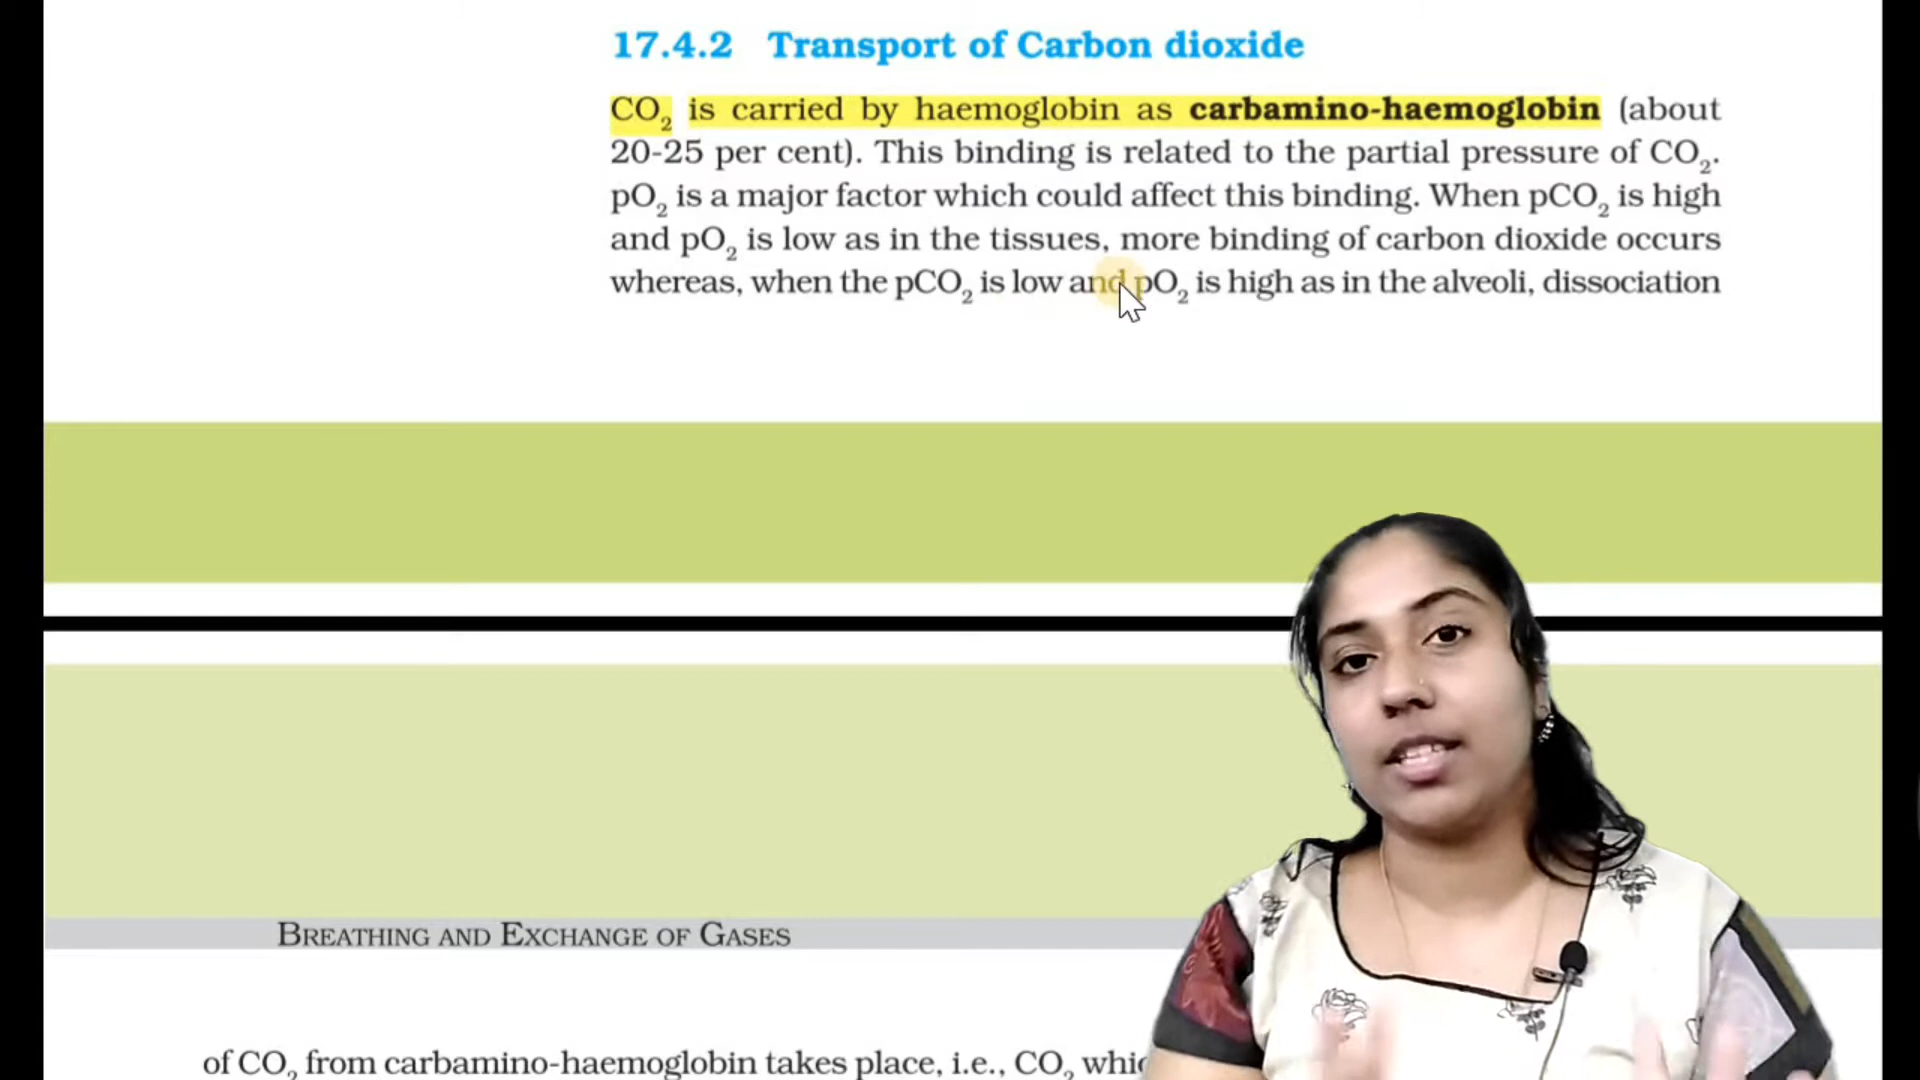 17.4.2 Transport of Carbon dioxide
CO₂ is carried by haemoglobin as carbamino-haemoglobin (about
20-25 per cent). This binding is related to the partial pressure of CO₂.
pO₂ is a major factor which could affect this binding. When pCO₂ is high
and pO₂ is low as in the tissues, more binding of carbon dioxide occurs
whereas, when the pCO₂ is low and pO₂ is high as in the alveoli, dissociation
BREATHING AND EXCHANGE OF GASES
of CO₂ from carbamino-haemoglobin takes place, i.e., CO₂